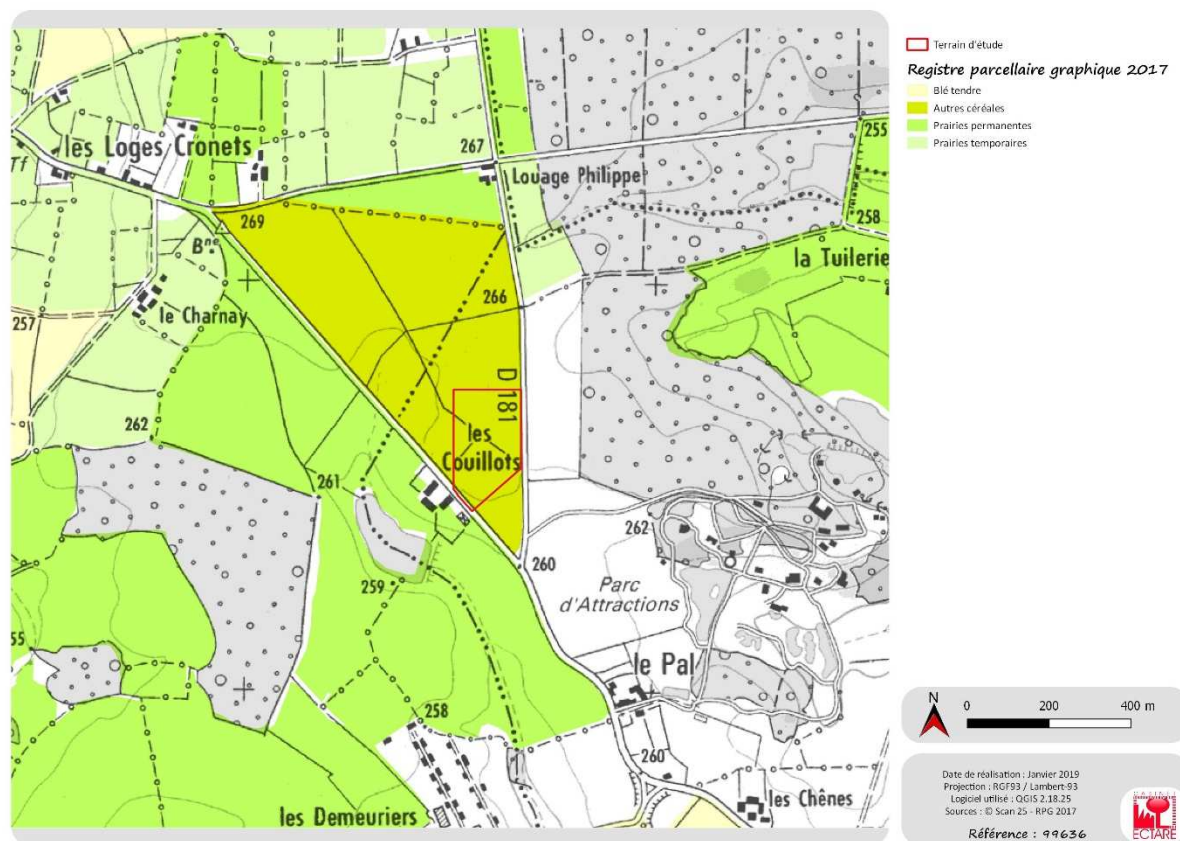 les Loges Cronets
Tf
267
Louage Philippe
255
258
269
Bne
la Tuilerie
266
257
le Charnay
D 181
262
les
Couillots
261
262
260
259
Parc
d'Attractions
55
le Pal
258
260
les Chênes
les Demeuriers
Terrain d'étude
Registre parcellaire graphique 2017
Blé tendre
Autres céréales
Prairies permanentes
Prairies temporaires
N
0 200 400 m
Date de réalisation : Janvier 2019
Projection : RGF93 / Lambert-93
Logiciel utilisé : QGIS 2.18.25
Sources : © Scan 25 - RPG 2017
Référence : 99636
ECTARE